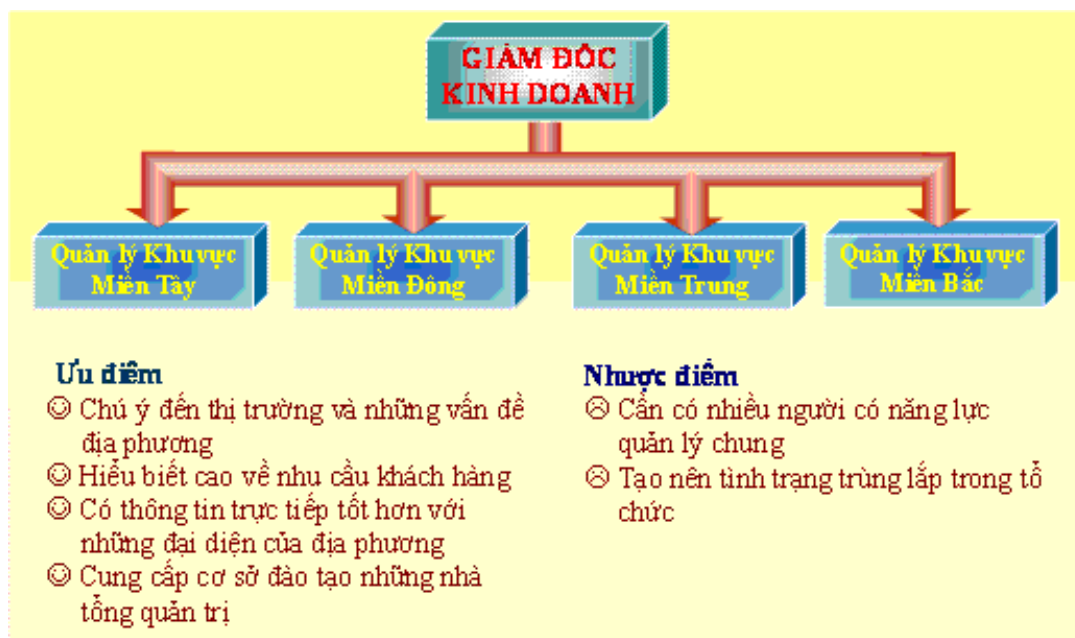 GIÁM ĐỐC
KINH DOANH
Quản lý Khu vực
Miền Tây
Quản lý Khu vực
Miền Đông
Quản lý Khu vực
Miền Trung
Quản lý Khu vực
Miền Bắc
Ưu điểm
Chú ý đến thị trường và những vấn đề
địa phương
Hiểu biết cao về nhu cầu khách hàng
Có thông tin trực tiếp tốt hơn với
những đại diện của địa phương
Cung cấp cơ sở đào tạo những nhà
tổng quản trị
Nhược điểm
Cần có nhiều người có năng lực
quản lý chung
Tạo nên tình trạng trùng lắp trong tổ
chức